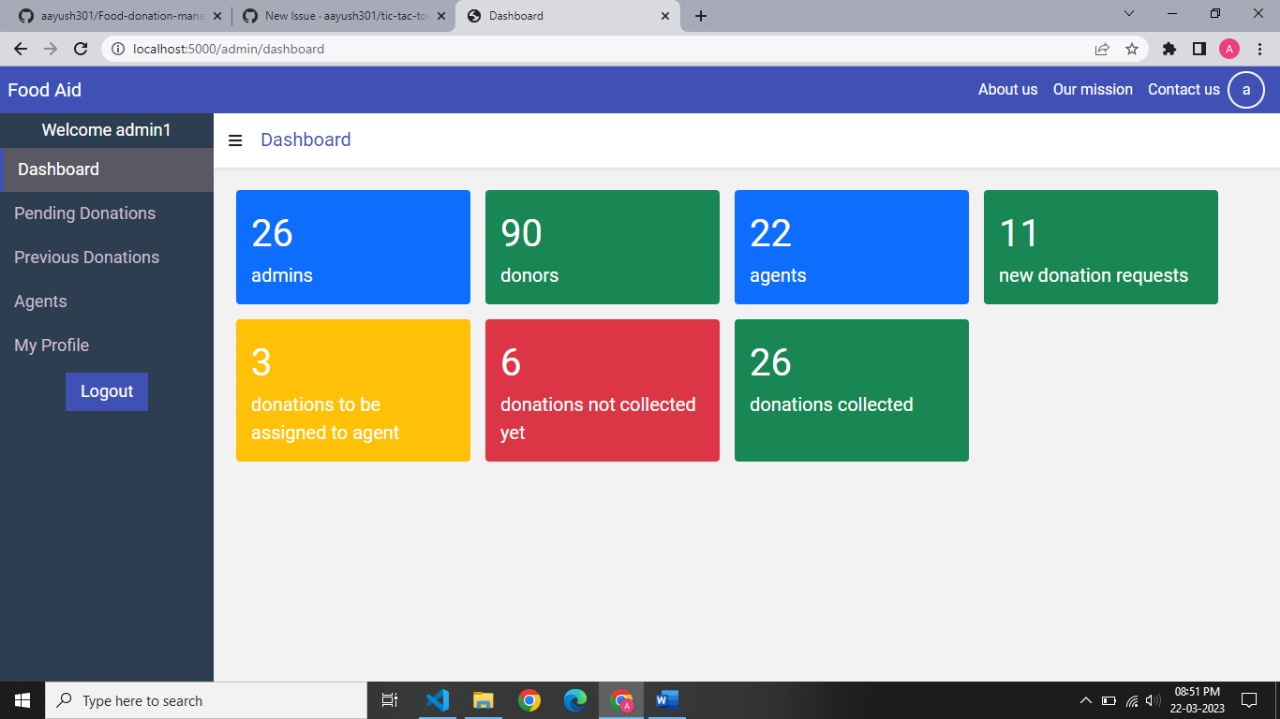 aayush301/Food-donation-mana
New Issue · aayush301/tic-tac-to
Dashboard
localhost:5000/admin/dashboard
A
Food Aid
About us
Our mission
Contact us
a
Welcome admin1
Dashboard
Pending Donations
Previous Donations
Agents
My Profile
Logout
Dashboard
26
admins
90
donors
22
agents
11
new donation requests
3
donations to be
assigned to agent
6
donations not collected
yet
26
donations collected
Type here to search
A
W
08:51 PM
22-03-2023